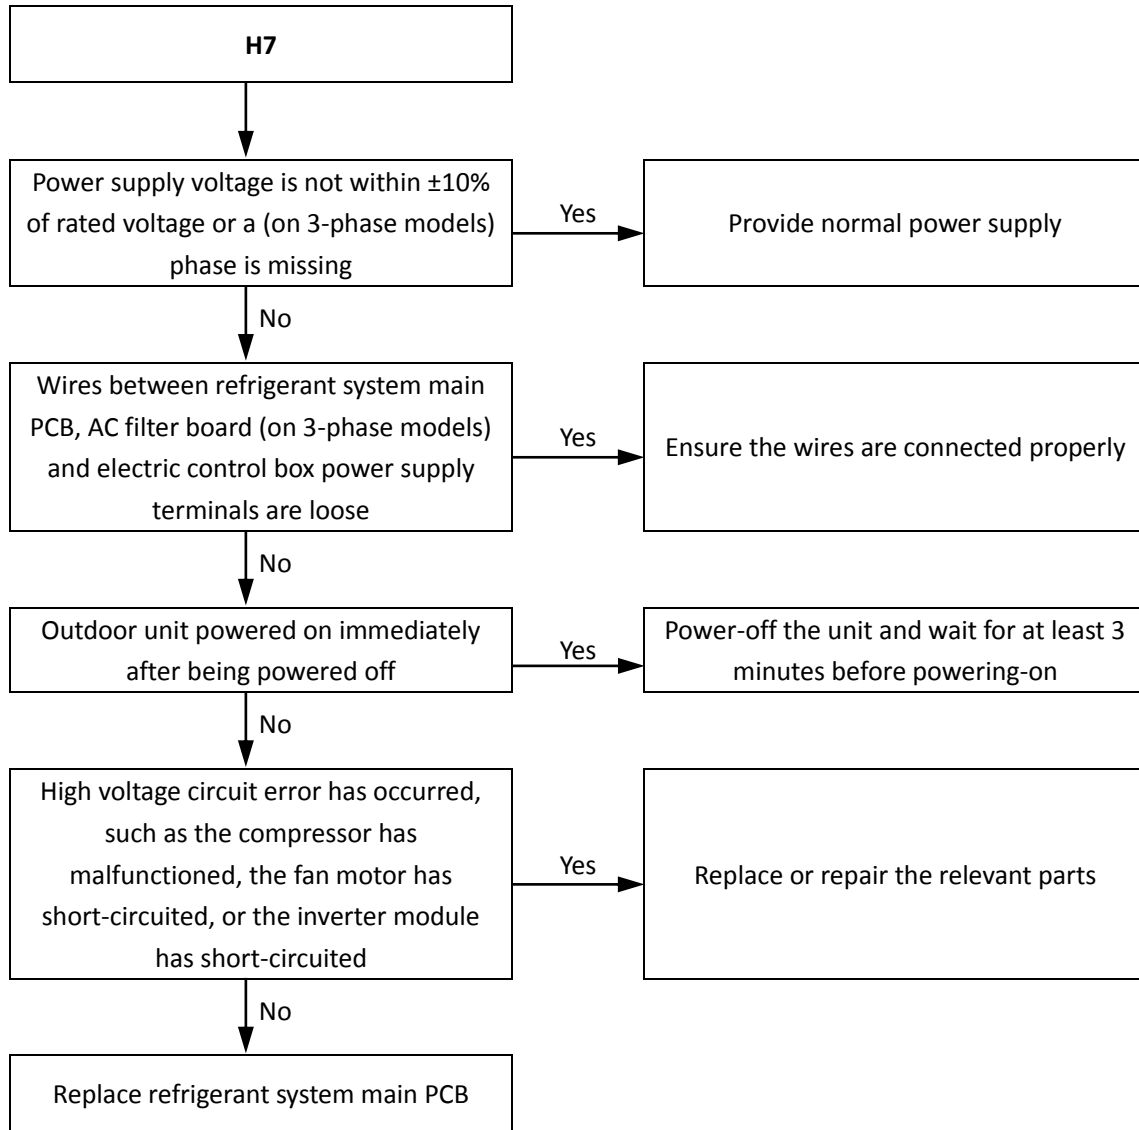 H7
Power supply voltage is not within ±10%
of rated voltage or a (on 3-phase models)
phase is missing
Yes
Provide normal power supply
No
Wires between refrigerant system main
PCB, AC filter board (on 3-phase models)
and electric control box power supply
terminals are loose
Yes
Ensure the wires are connected properly
No
Outdoor unit powered on immediately
after being powered off
Yes
Power-off the unit and wait for at least 3
minutes before powering-on
No
High voltage circuit error has occurred,
such as the compressor has
malfunctioned, the fan motor has
short-circuited, or the inverter module
has short-circuited
Yes
Replace or repair the relevant parts
No
Replace refrigerant system main PCB